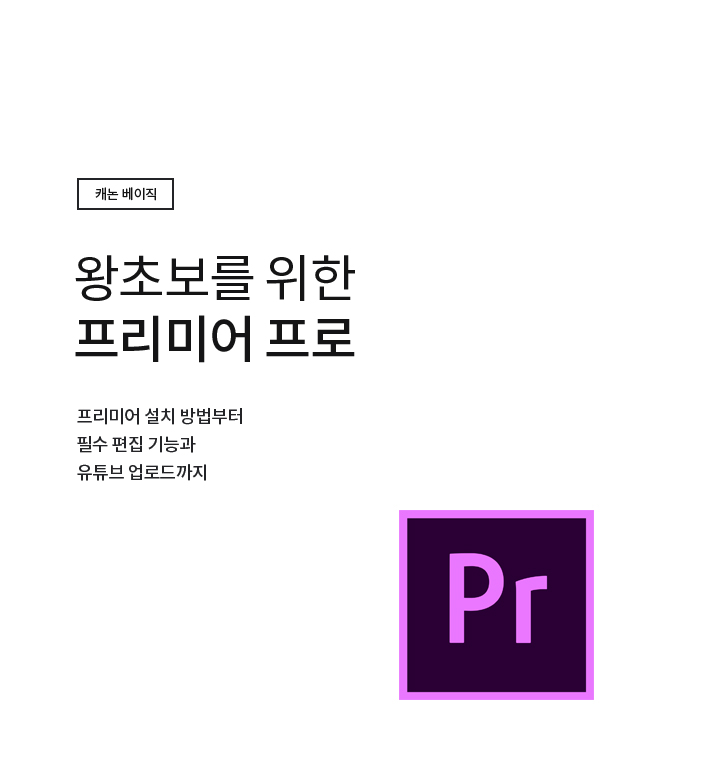 캐논 베이직
왕초보를 위한
프리미어 프로
프리미어 설치 방법부터
필수 편집 기능과
유튜브 업로드까지
Pr